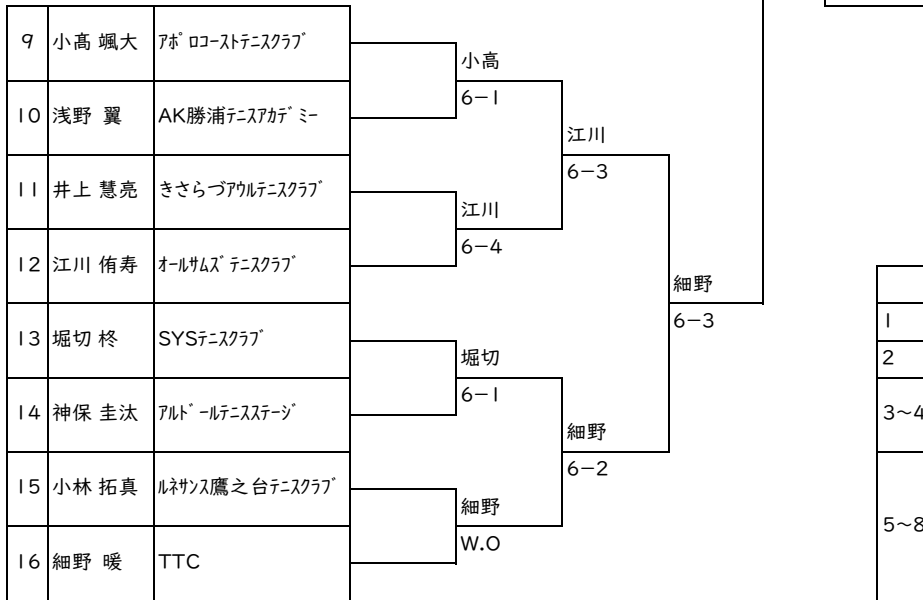 9 小髙 颯大 ｱﾎﾟﾛｺｰｽﾄﾃﾆｽｸﾗﾌﾞ
小高
6-1
10 浅野 翼 AK勝浦ﾃﾆｽｱｶﾃﾞﾐｰ
江川
6-3
11 井上 慧亮 きさらづｱｳﾙﾃﾆｽｸﾗﾌﾞ
江川
6-4
12 江川 侑寿 ｵｰﾙｻﾑｽﾞﾃﾆｽｸﾗﾌﾞ
細野
6-3
13 堀切 柊 SYSﾃﾆｽｸﾗﾌﾞ
堀切
6-1
14 神保 圭汰 ｱﾙﾄﾞｰﾙﾃﾆｽｽﾃｰｼﾞ
細野
6-2
15 小林 拓真 ﾙﾈｻﾝｽ鷹之台ﾃﾆｽｸﾗﾌﾞ
細野
W.O
16 細野 暖 TTC
1
2
3~4
5~8